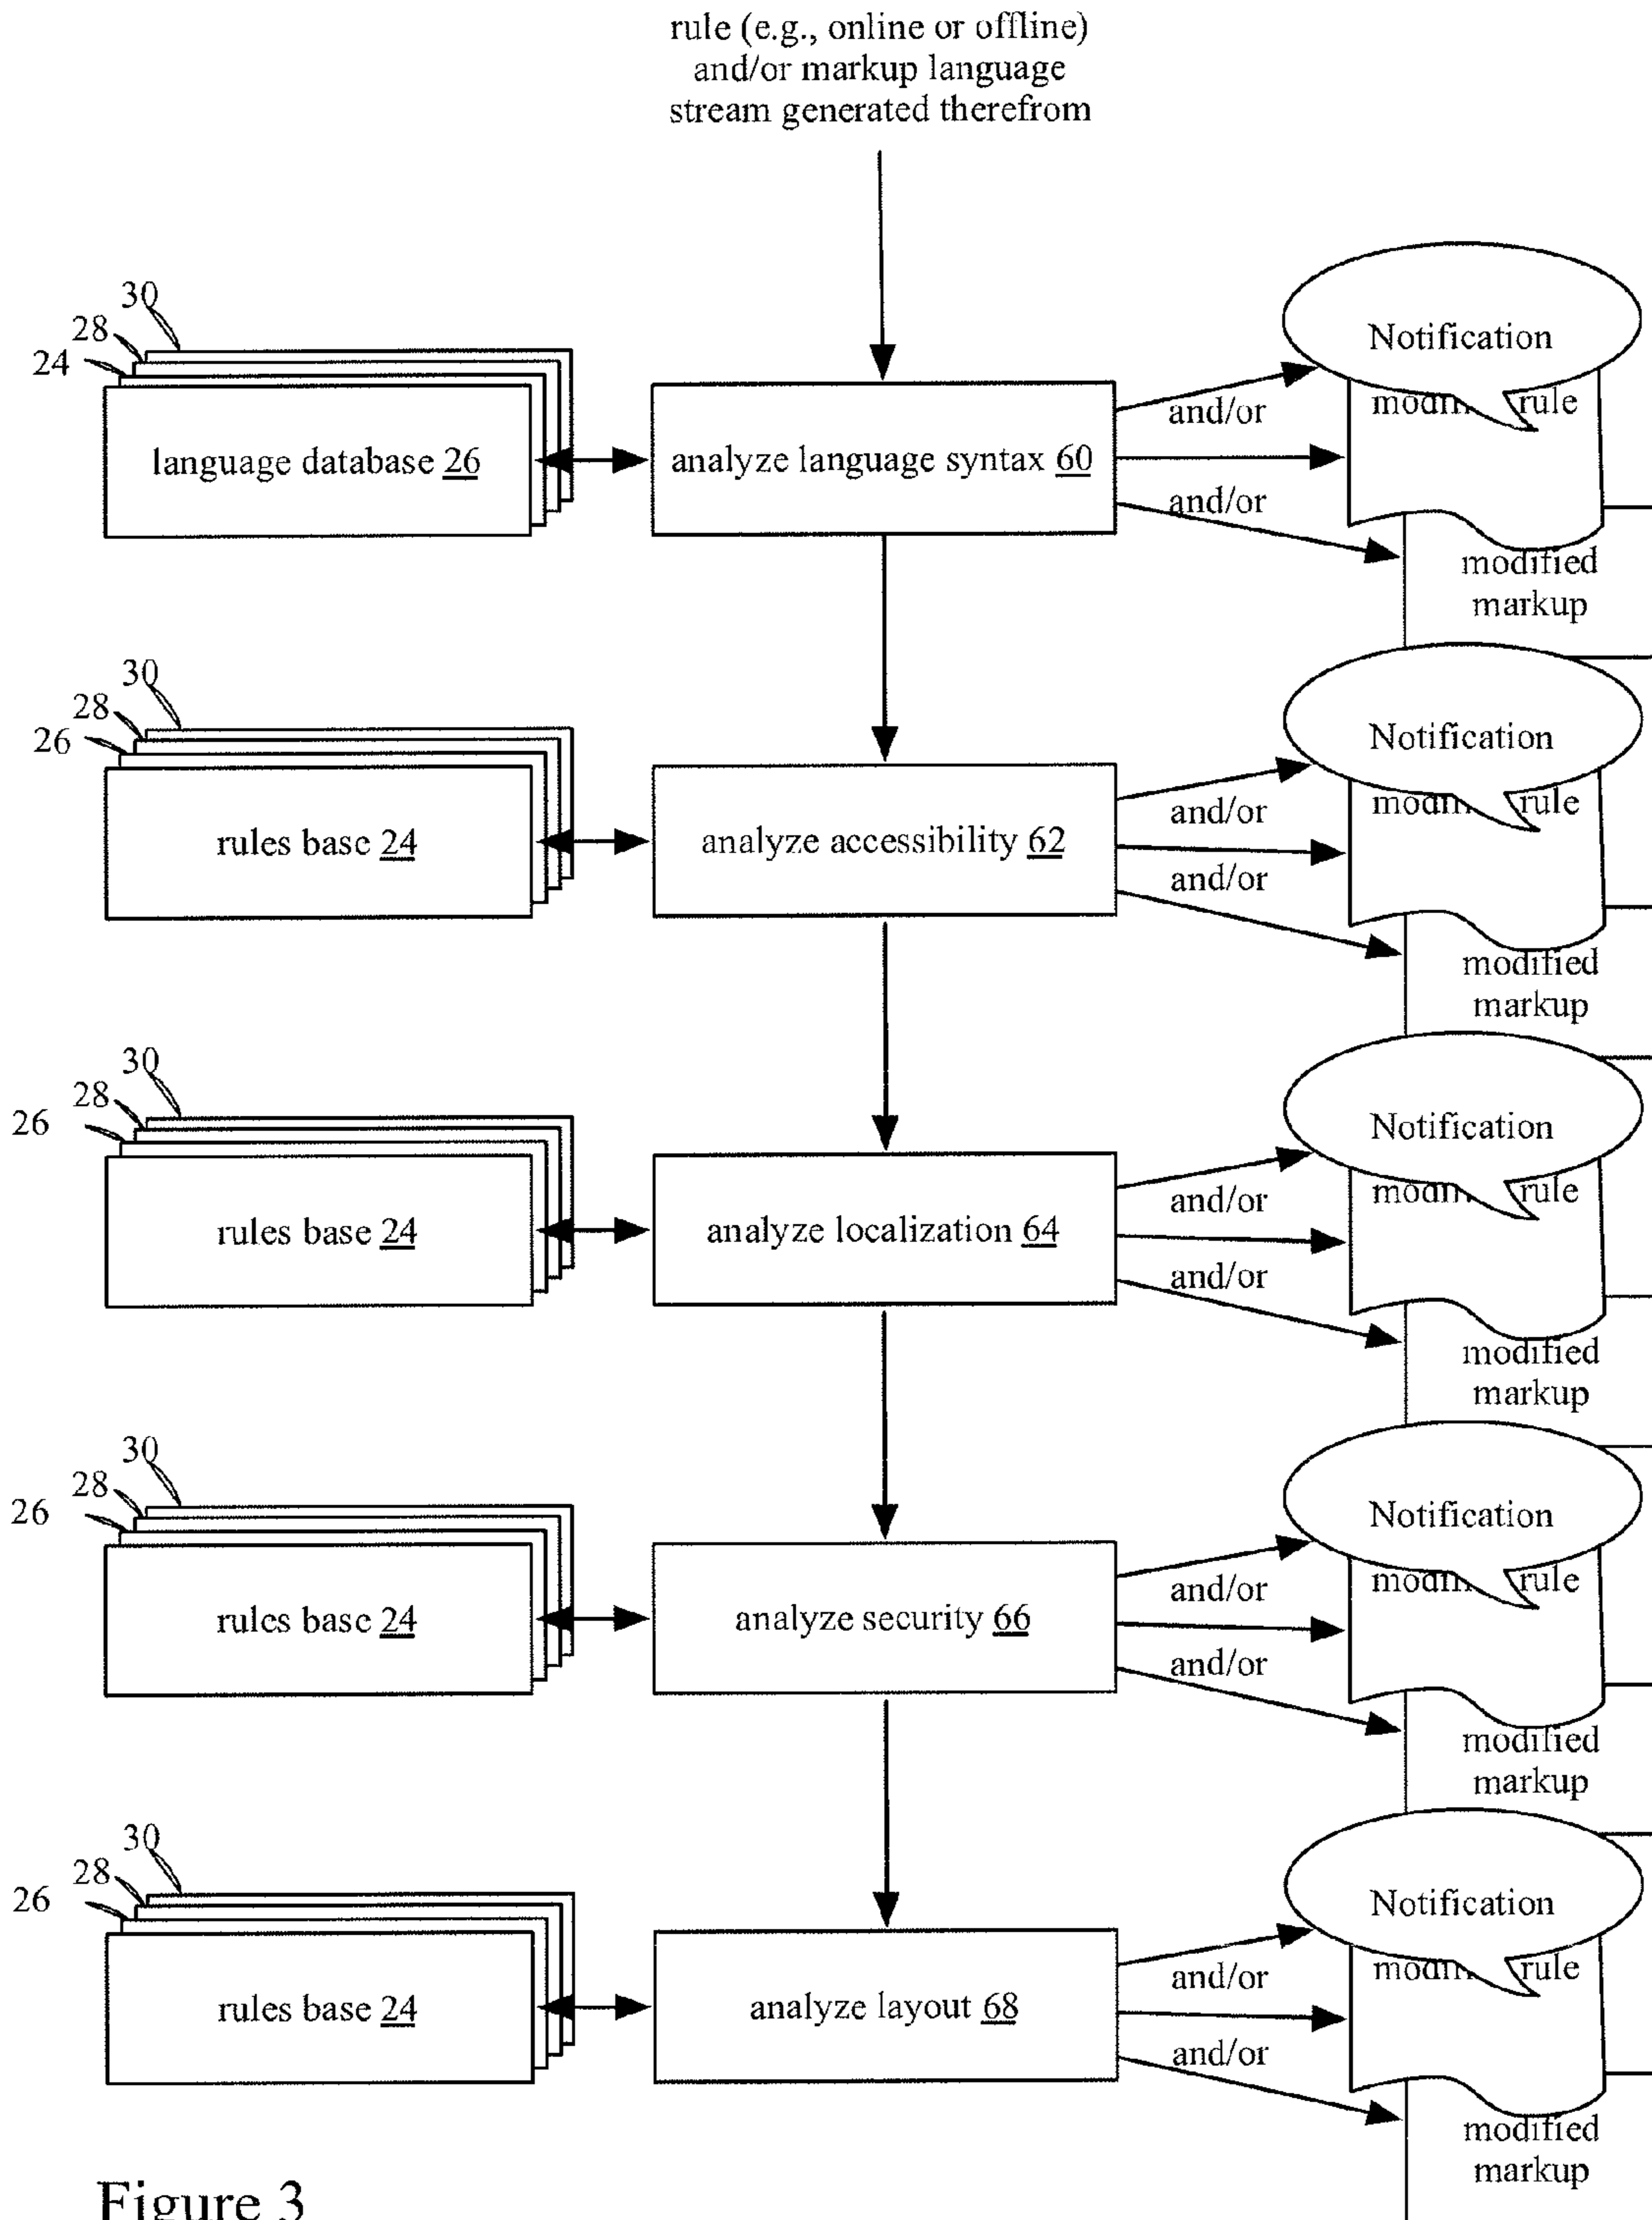 rule (e.g., online or offline)
and/or markup language
stream generated therefrom
30
28
24
language database 26
analyze language syntax 60
and/or
and/or
Notification
rule
modified
markup
30
28
26
rules base 24
analyze accessibility 62
and/or
and/or
Notification
rule
modified
markup
30
28
26
rules base 24
analyze localization 64
and/or
and/or
Notification
rule
modified
markup
30
28
26
rules base 24
analyze security 66
and/or
and/or
Notification
rule
modified
markup
30
28
26
rules base 24
analyze layout 68
and/or
and/or
Notification
rule
modified
markup
Figure 3